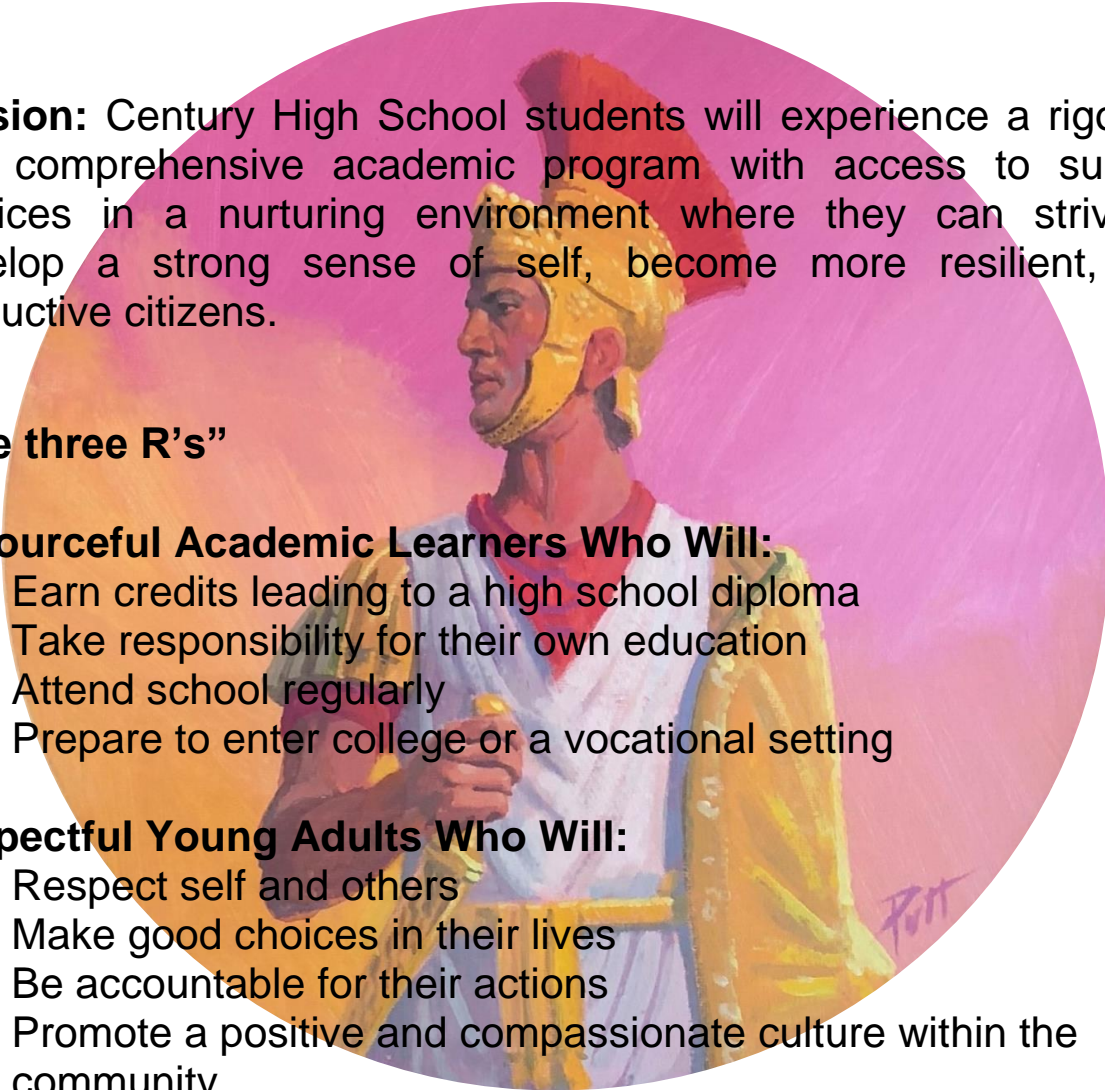 sion: Century High School students will experience a rigo
comprehensive academic program with access to su
ices in a nurturing environment where they can striv
elop a strong sense of self, become more resilient,
uctive citizens.
e three R's”
ourceful Academic Learners Who Will:
Earn credits leading to a high school diploma
Take responsibility for their own education
Attend school regularly
Prepare to enter college or a vocational setting
pectful Young Adults Who Will:
Respect self and others
Make good choices in their lives
Be accountable for their actions
Promote a positive and compassionate culture within the
community